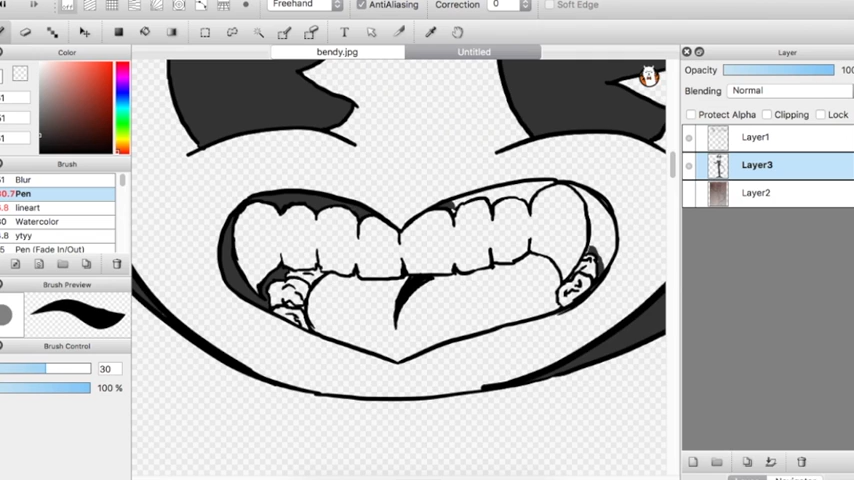 Freehand
AntiAliasing
Correction 0
Soft Edge
T
bendy.jpg
Untitled
Color
Layer
Opacity
100
Blending
Normal
Protect Alpha
Clipping
Lock
Layer1
Layer3
Layer2
Brush
Blur
Pen
lineart
Watercolor
ytyy
Pen (Fade In/Out)
Brush Preview
Brush Control
30
100 %